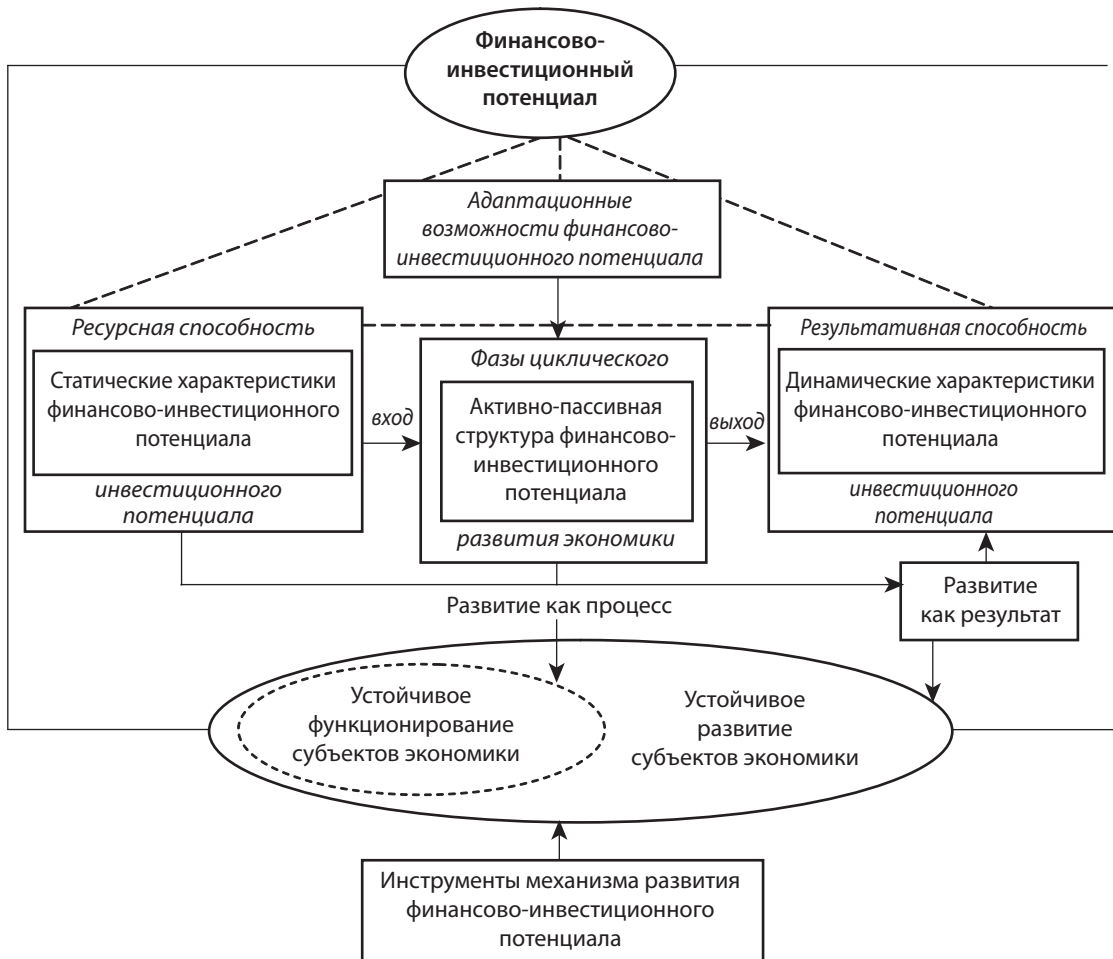 Финансово-
инвестиционный
потенциал
Адаптационные
возможности финансово-
инвестиционного потенциала
Ресурсная способность
Статические характеристики
финансово-инвестиционного
потенциала
инвестиционного
потенциала
вход
Фазы циклического
Активно-пассивная
структура финансово-
инвестиционного
потенциала
развития экономики
выход
Результативная способность
Динамические характеристики
финансово-инвестиционного
потенциала
инвестиционного
потенциала
Развитие как процесс
Развитие
как результат
Устойчивое
функционирование
субъектов экономики
Устойчивое
развитие
субъектов экономики
Инструменты механизма развития
финансово-инвестиционного
потенциала